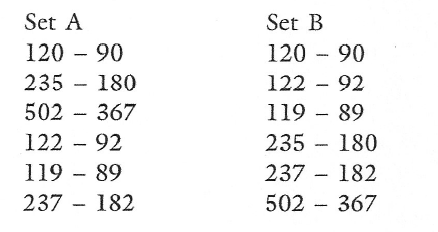 Set A Set B
120 – 90 120 – 90
235 – 180 122 – 92
502 – 367 119 – 89
122 – 92 235 – 180
119 – 89 237 – 182
237 – 182 502 – 367